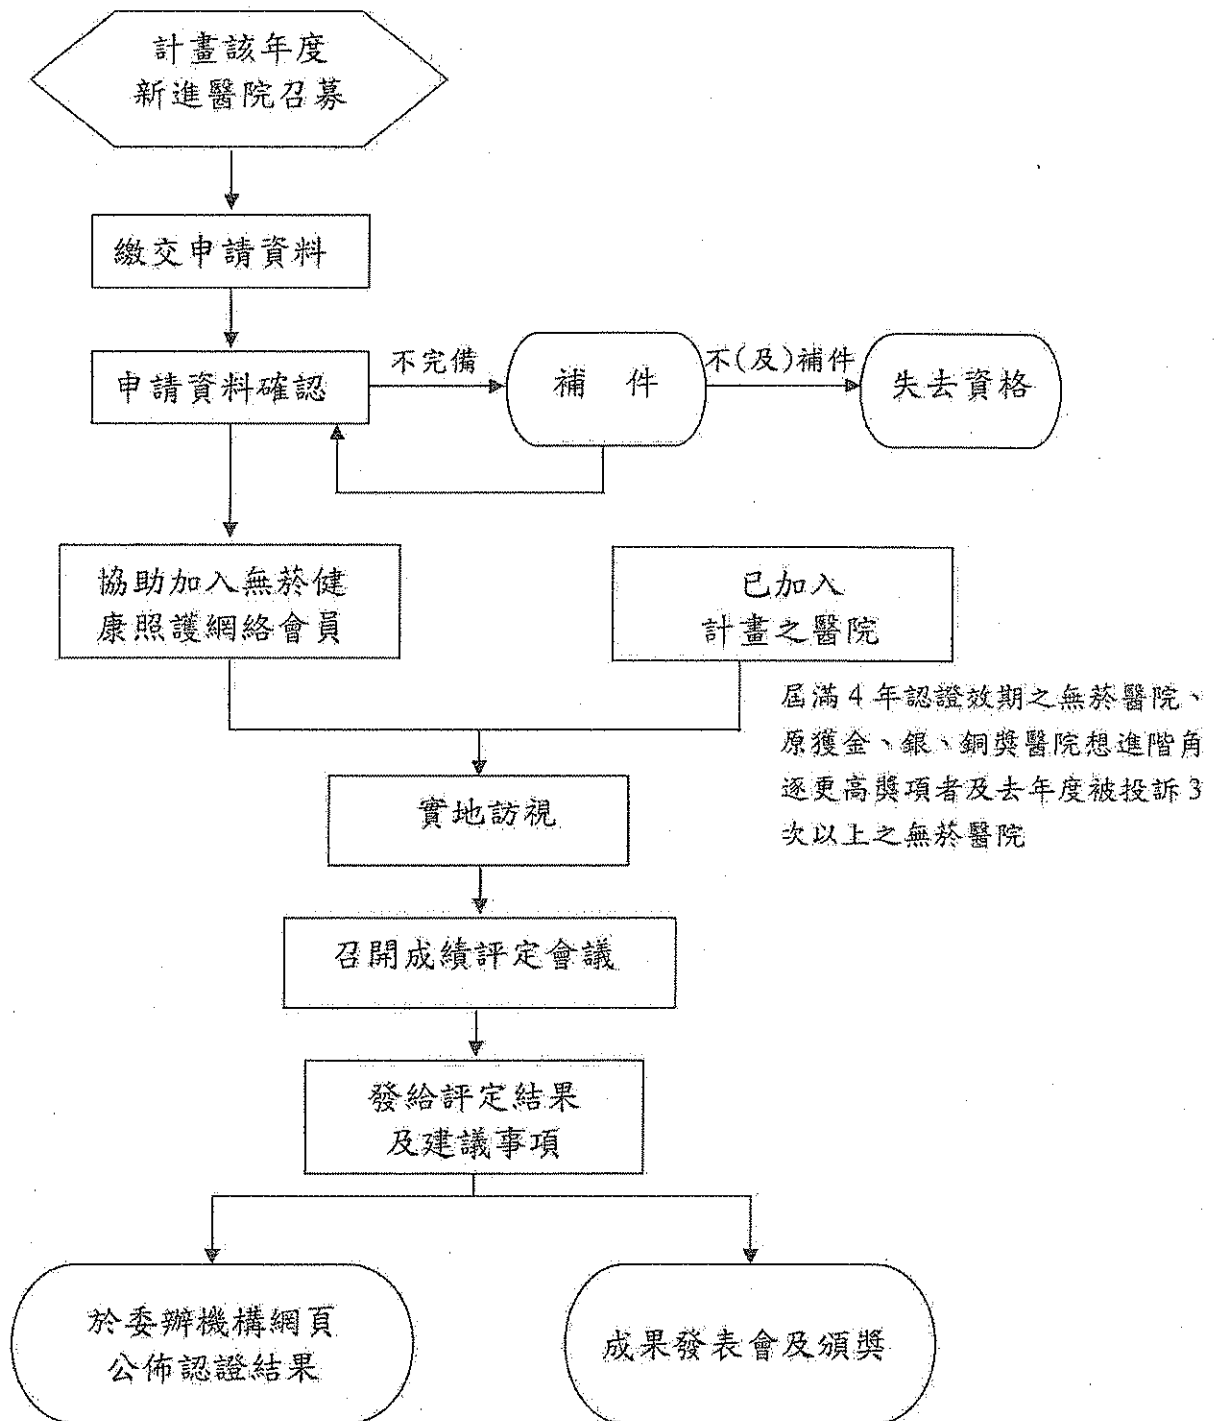 計畫該年度
新進醫院召募
繳交申請資料
申請資料確認
不完備
補 件
不(及)補件
失去資格
協助加入無菸健
康照護網絡會員
已加入
計畫之醫院
屆滿4年認證效期之無菸醫院、
原獲金、銀、銅獎醫院想進階角
逐更高獎項者及去年度被投訴3
次以上之無菸醫院
實地訪視
召開成績評定會議
發給評定結果
及建議事項
於委辦機構網頁
公佈認證結果
成果發表會及頒獎